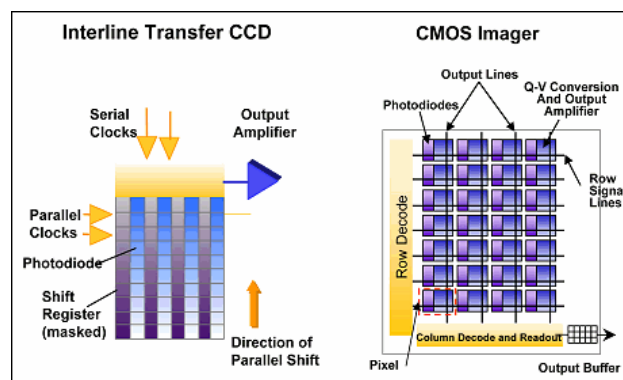 Interline Transfer CCD
Serial
Clocks
Output
Amplifier
Parallel
Clocks
Photodiode
Shift
Register
(masked)
Direction of
Parallel Shift
CMOS Imager
Output Lines
Photodiodes
Q-V Conversion
And Output
Amplifier
Row
Signal
Lines
Row Decode
Pixel
Column Decode and Readout
Output Buffer